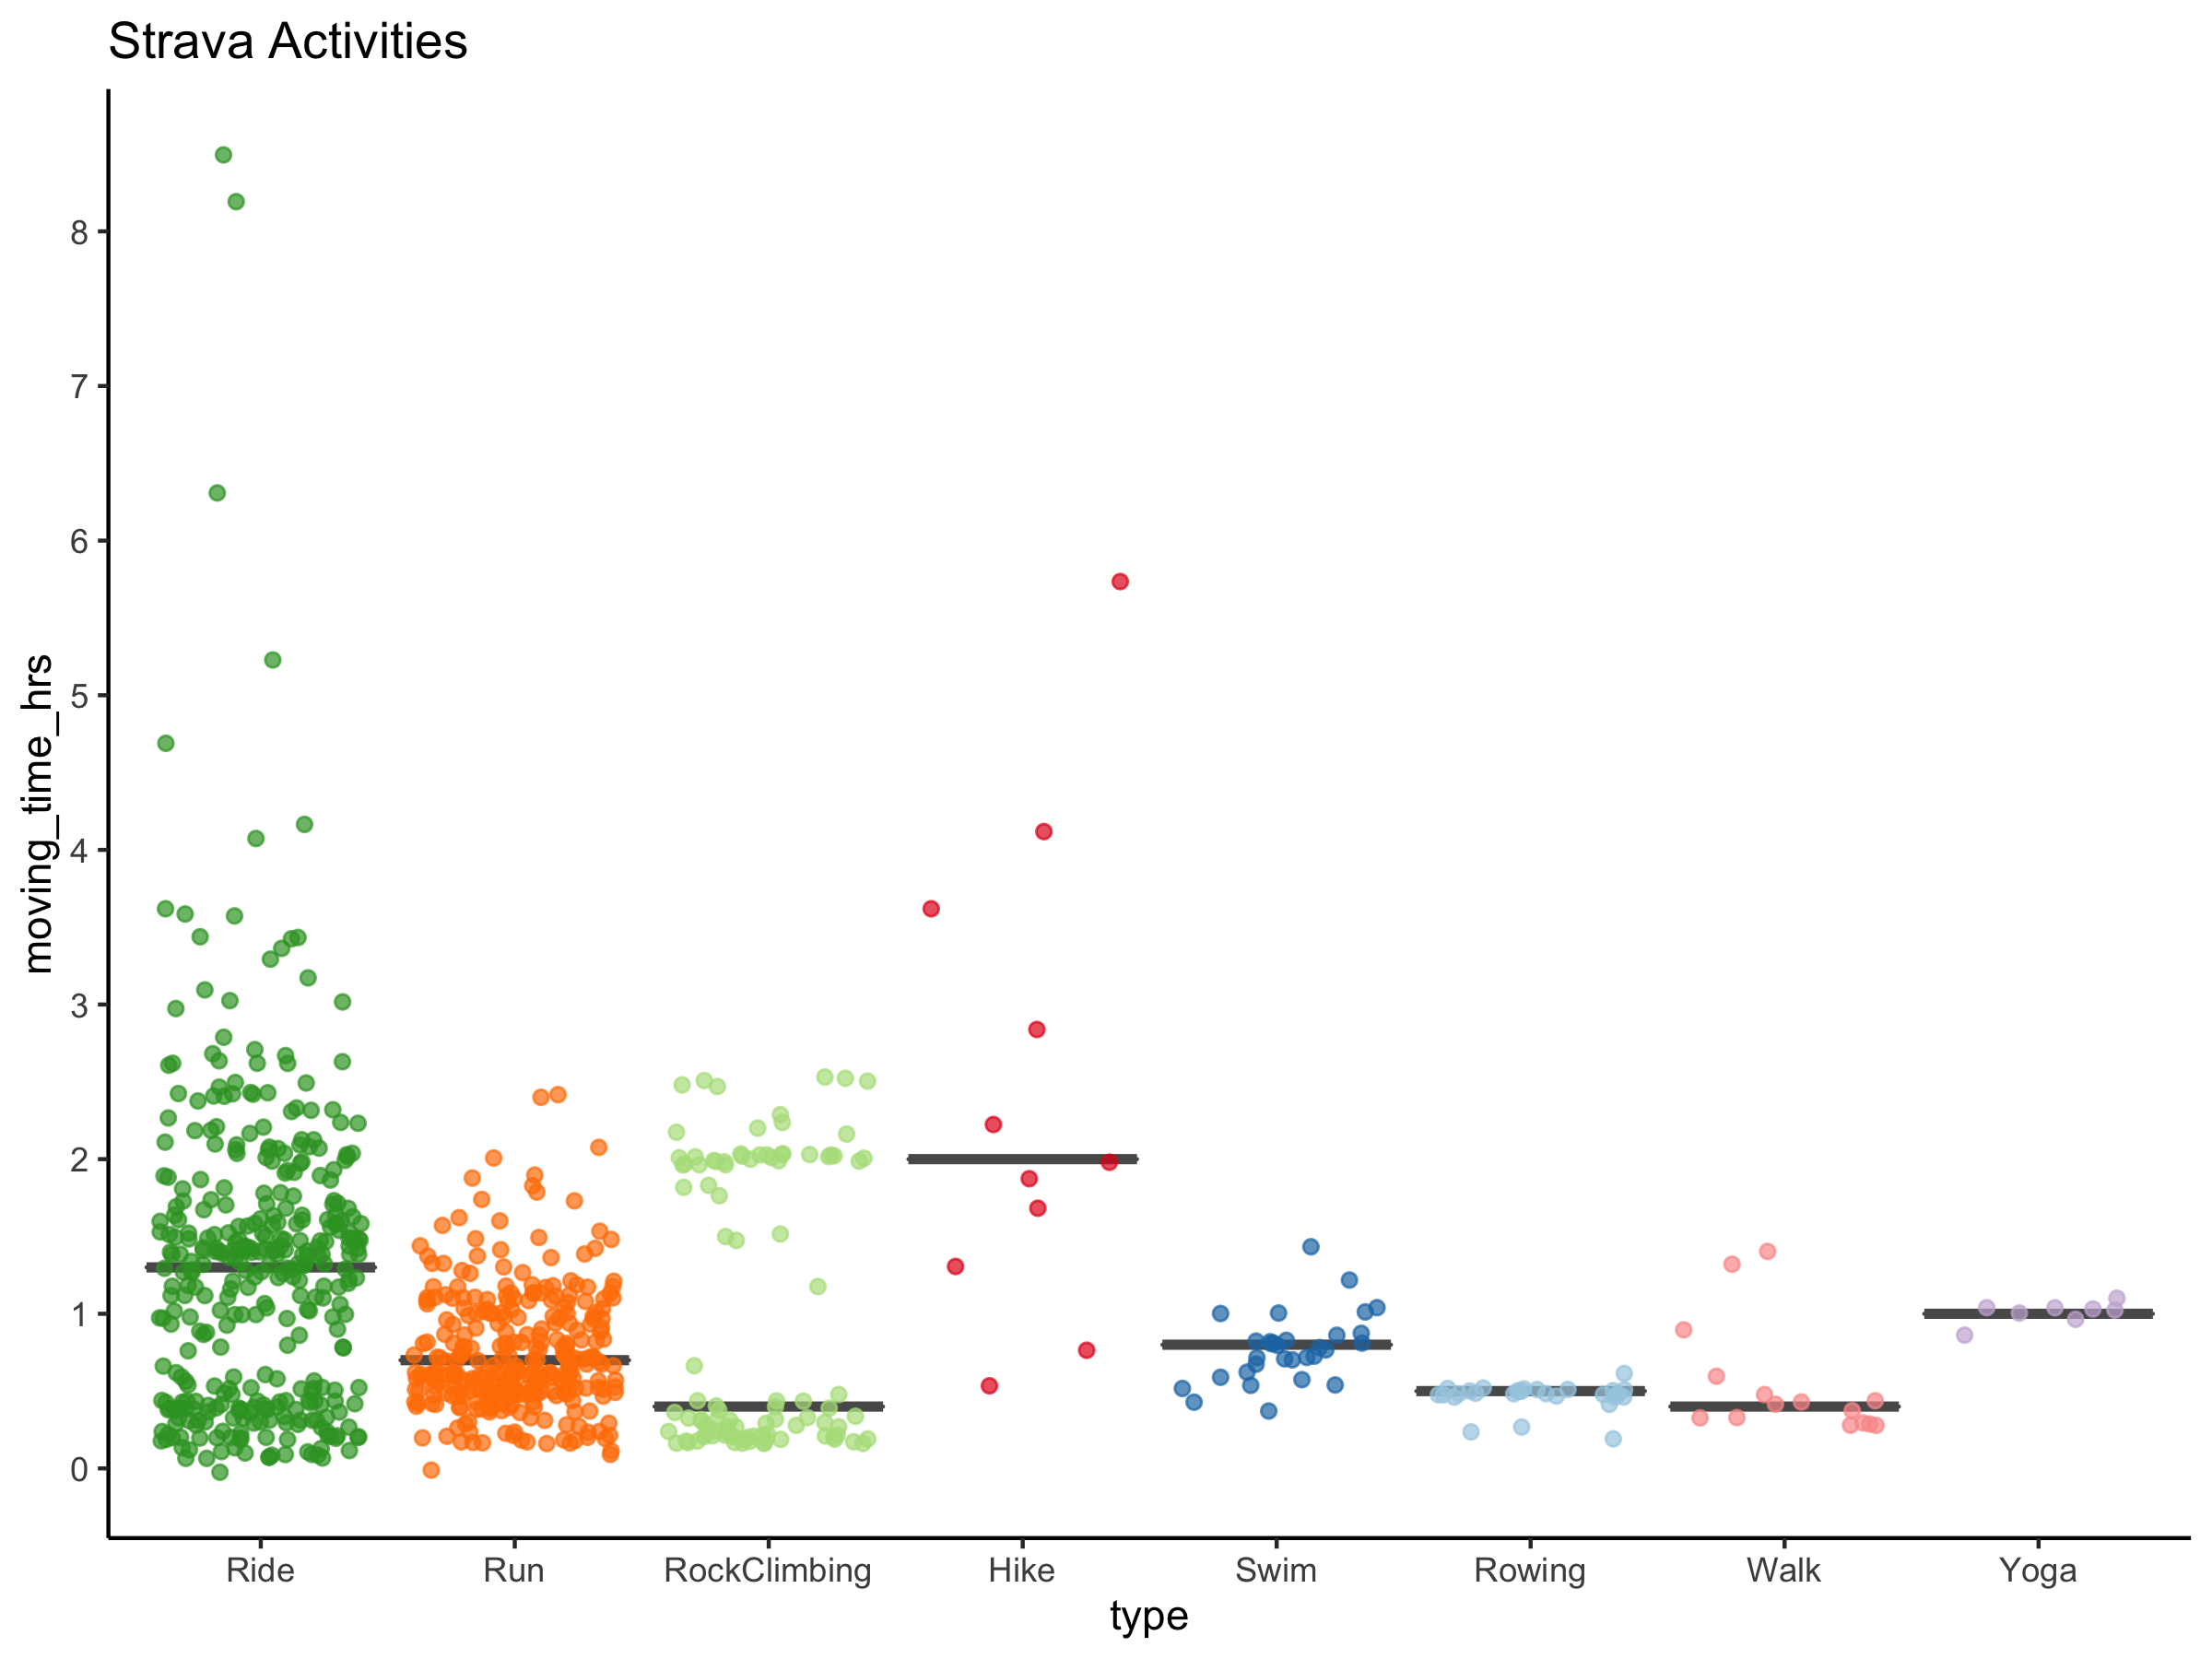 Strava Activities
moving_time_hrs
8
7
6
5
4
3
2
1
0
Ride Run RockClimbing Hike Swim Rowing Walk Yoga
type